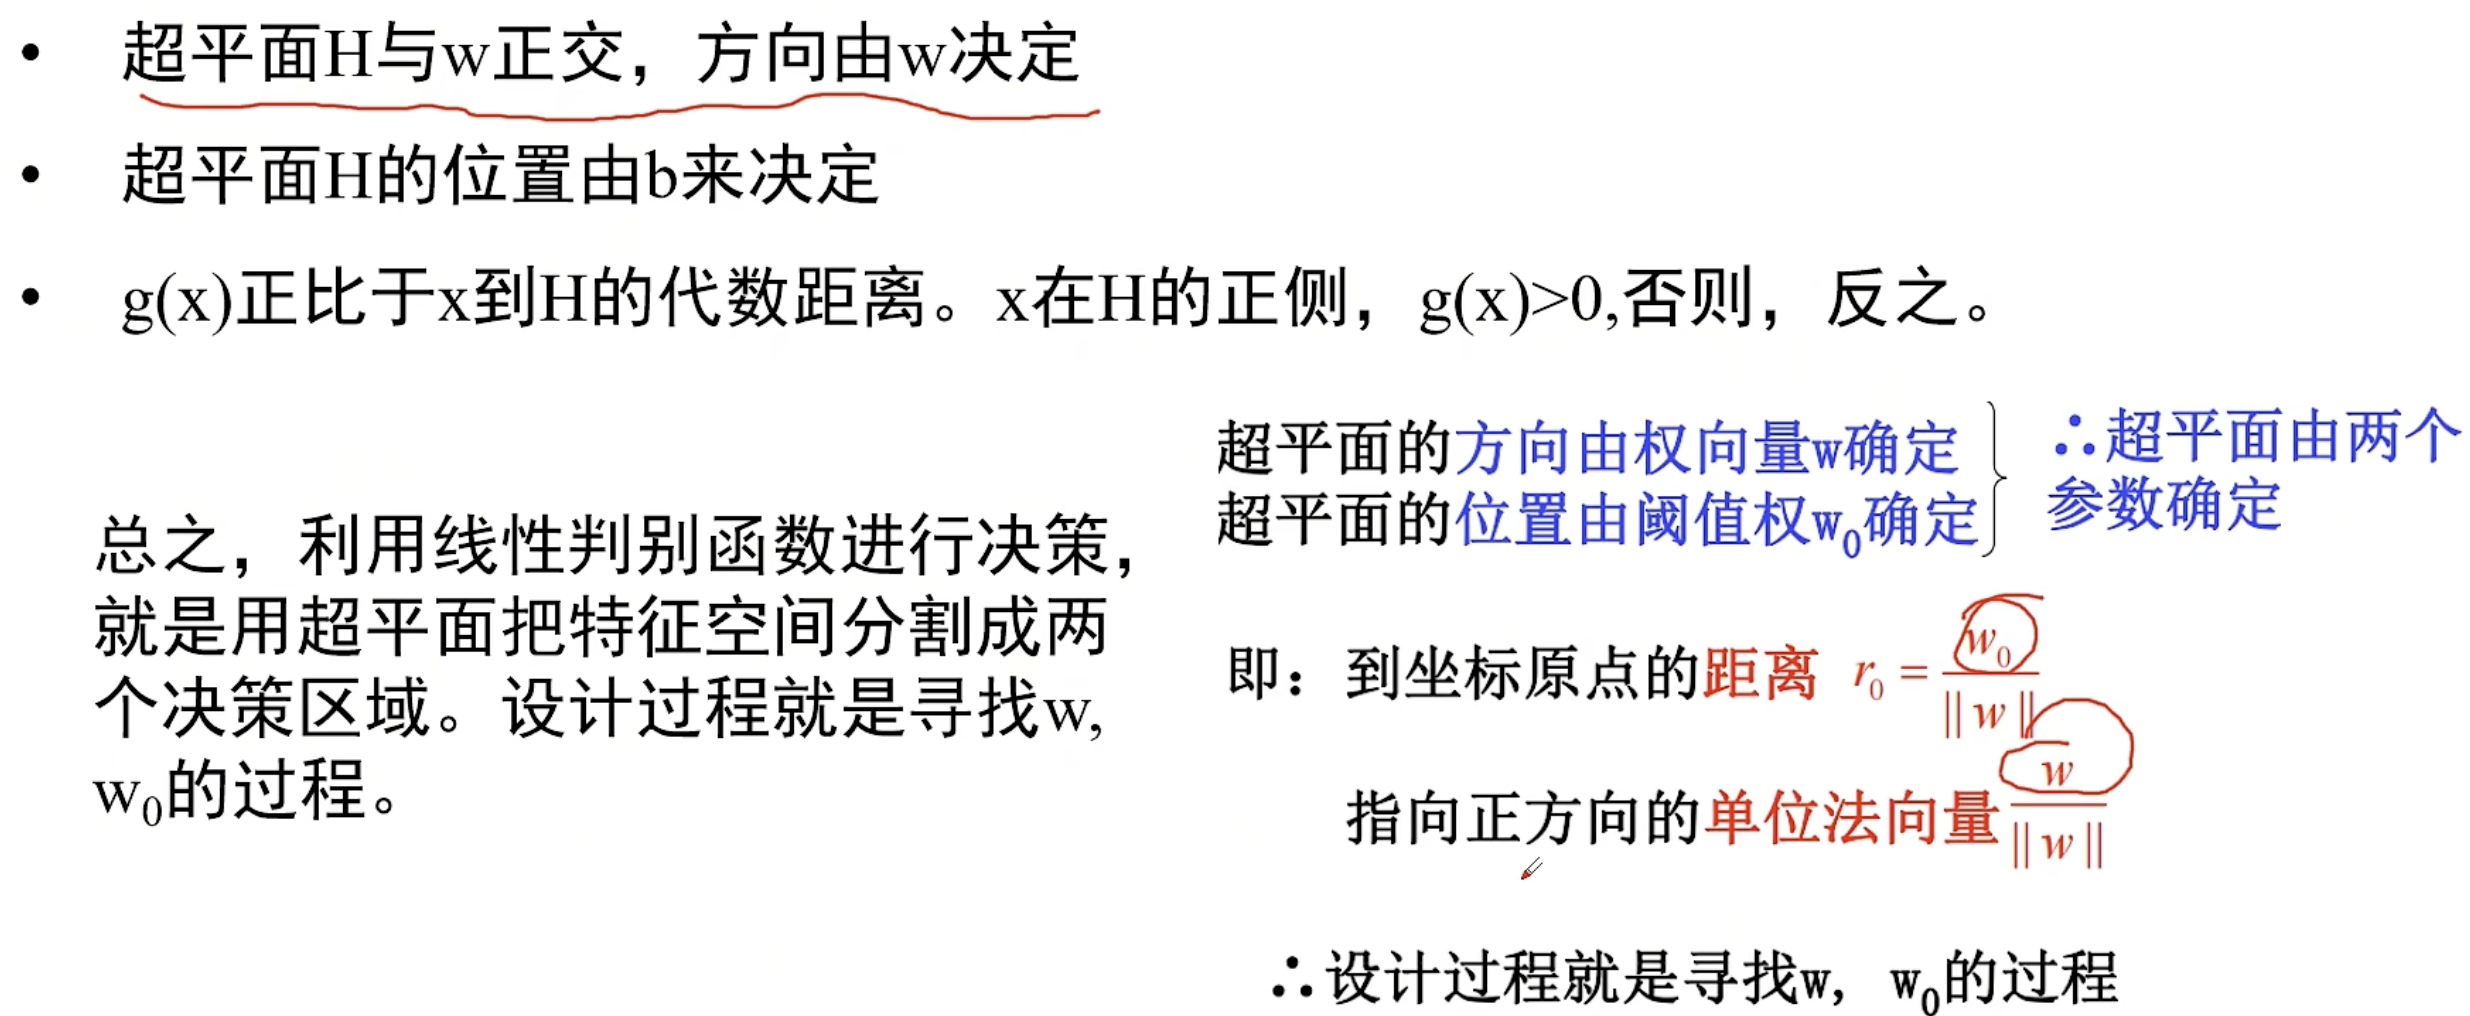 • 超平面H与w正交，方向由w决定
• 超平面H的位置由b来决定
• g(x)正比于x到H的代数距离。x在H的正侧，g(x)>0,否则，反之。
总之，利用线性判别函数进行决策，
就是用超平面把特征空间分割成两
个决策区域。设计过程就是寻找w,
w₀的过程。
超平面的方向由权向量w确定
超平面的位置由阈值权w₀确定
∴超平面由两个
参数确定
即：到坐标原点的距离 r₀ = w₀ / ||w||
指向正方向的单位法向量 w / ||w||
∴设计过程就是寻找w，w₀的过程